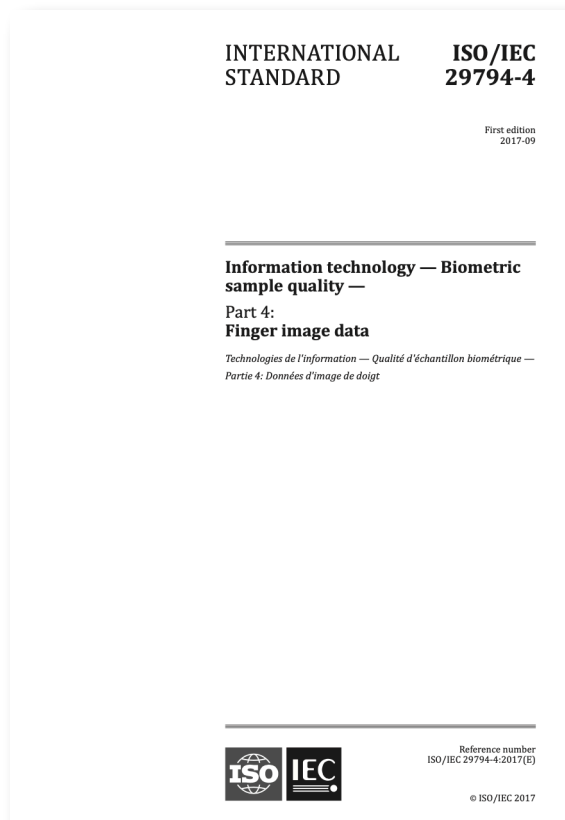 INTERNATIONAL STANDARD
ISO/IEC 29794-4
First edition
2017-09
Information technology — Biometric
sample quality —
Part 4:
Finger image data
Technologies de l'information — Qualité d'échantillon biométrique —
Partie 4: Données d'image de doigt
ISO
IEC
Reference number
ISO/IEC 29794-4:2017(E)
© ISO/IEC 2017